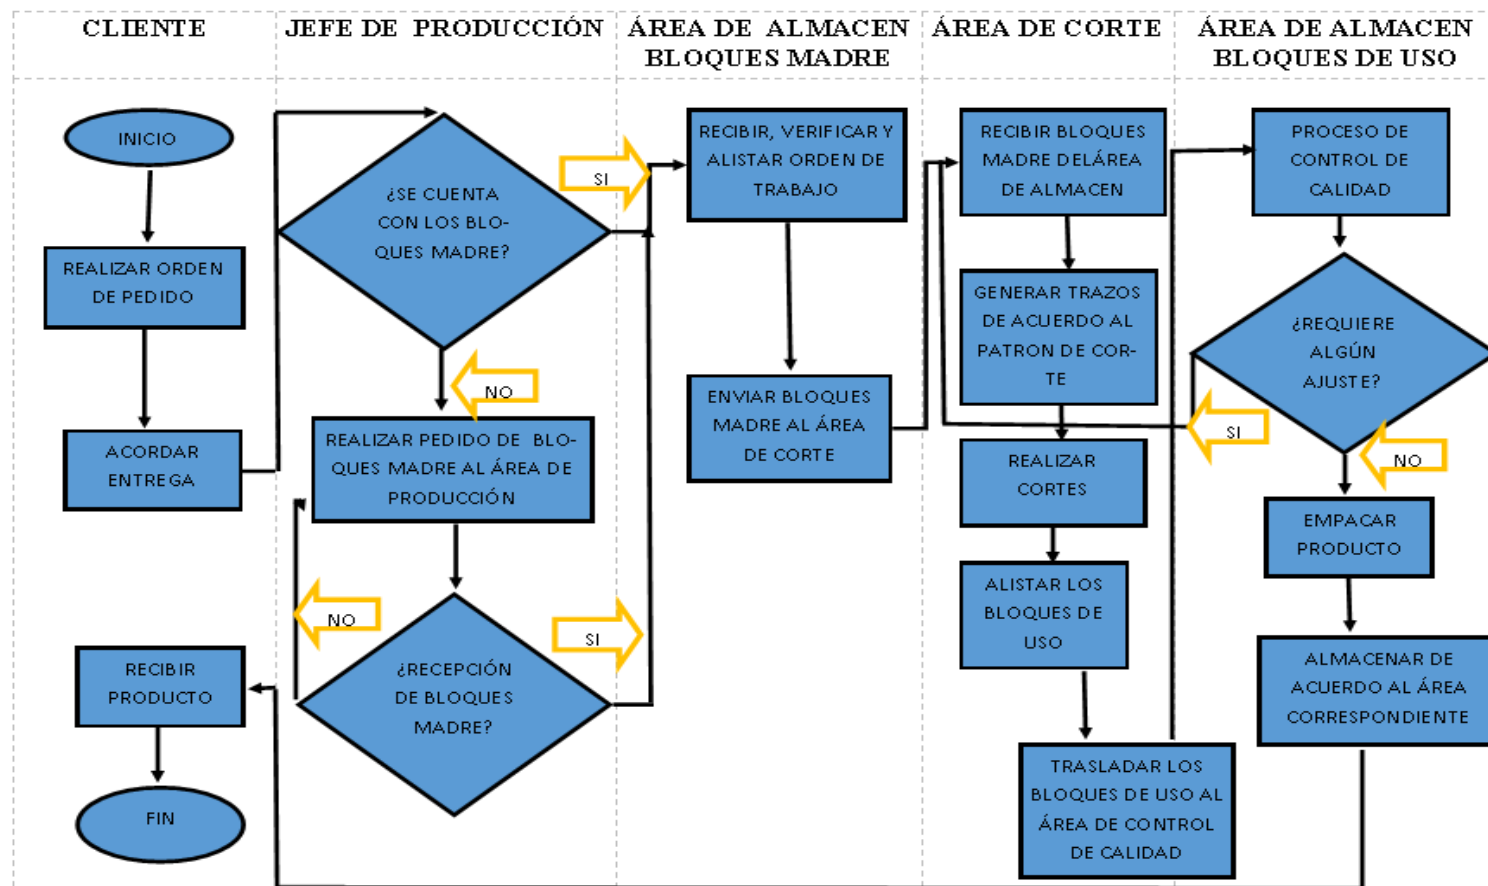 CLIENTE
JEFE DE PRODUCCIÓN
ÁREA DE ALMACEN
BLOQUES MADRE
ÁREA DE CORTE
ÁREA DE ALMACEN
BLOQUES DE USO
INICIO
REALIZAR ORDEN
DE PEDIDO
ACORDAR
ENTREGA
RECIBIR
PRODUCTO
FIN
¿SE CUENTA
CON LOS BLO-
QUES MADRE?
SI
NO
REALIZAR PEDIDO DE BLO-
QUES MADRE AL ÁREA DE
PRODUCCIÓN
NO
SI
¿RECEPCIÓN
DE BLOQUES
MADRE?
RECIBIR, VERIFICAR Y
ALISTAR ORDEN DE
TRABAJO
ENVIAR BLOQUES
MADRE AL ÁREA
DE CORTE
RECIBIR BLOQUES
MADRE DELÁREA
DE ALMACEN
GENERAR TRAZOS
DE ACUERDO AL
PATRON DE COR-
TE
REALIZAR
CORTES
ALISTAR LOS
BLOQUES DE
USO
TRASLADAR LOS
BLOQUES DE USO AL
ÁREA DE CONTROL
DE CALIDAD
PROCESO DE
CONTROL DE
CALIDAD
¿REQUIERE
ALGÚN
AJUSTE?
SI
NO
EMPACAR
PRODUCTO
ALMACENAR DE
ACUERDO AL ÁREA
CORRESPONDIENTE